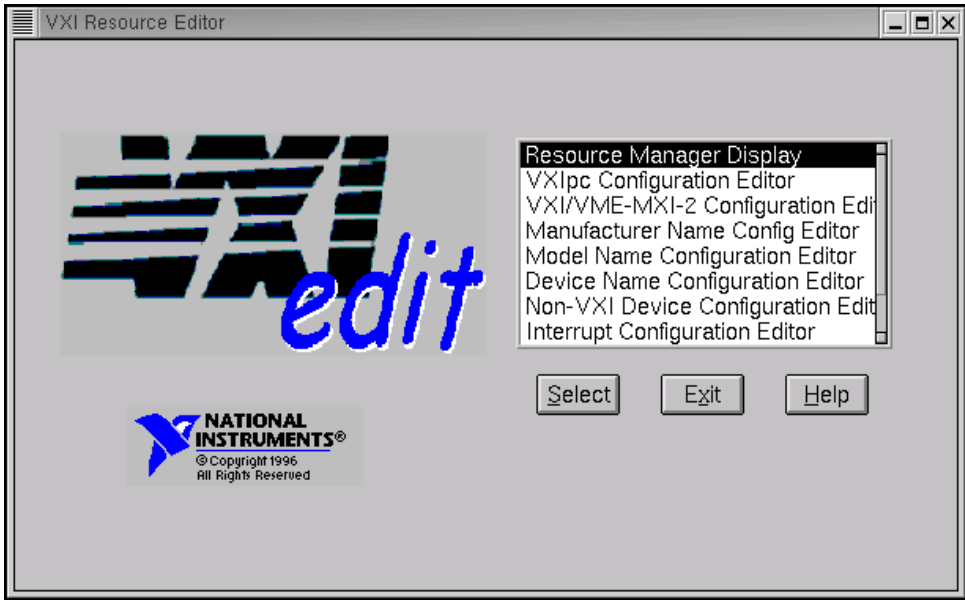 VXI Resource Editor
VXI
edit
Resource Manager Display
VXIpc Configuration Editor
VXI/VME-MXI-2 Configuration Edi
Manufacturer Name Config Editor
Model Name Configuration Editor
Device Name Configuration Editor
Non-VXI Device Configuration Edit
Interrupt Configuration Editor
Select Exit Help
NATIONAL
INSTRUMENTS®
© Copyright 1996
All Rights Reserved